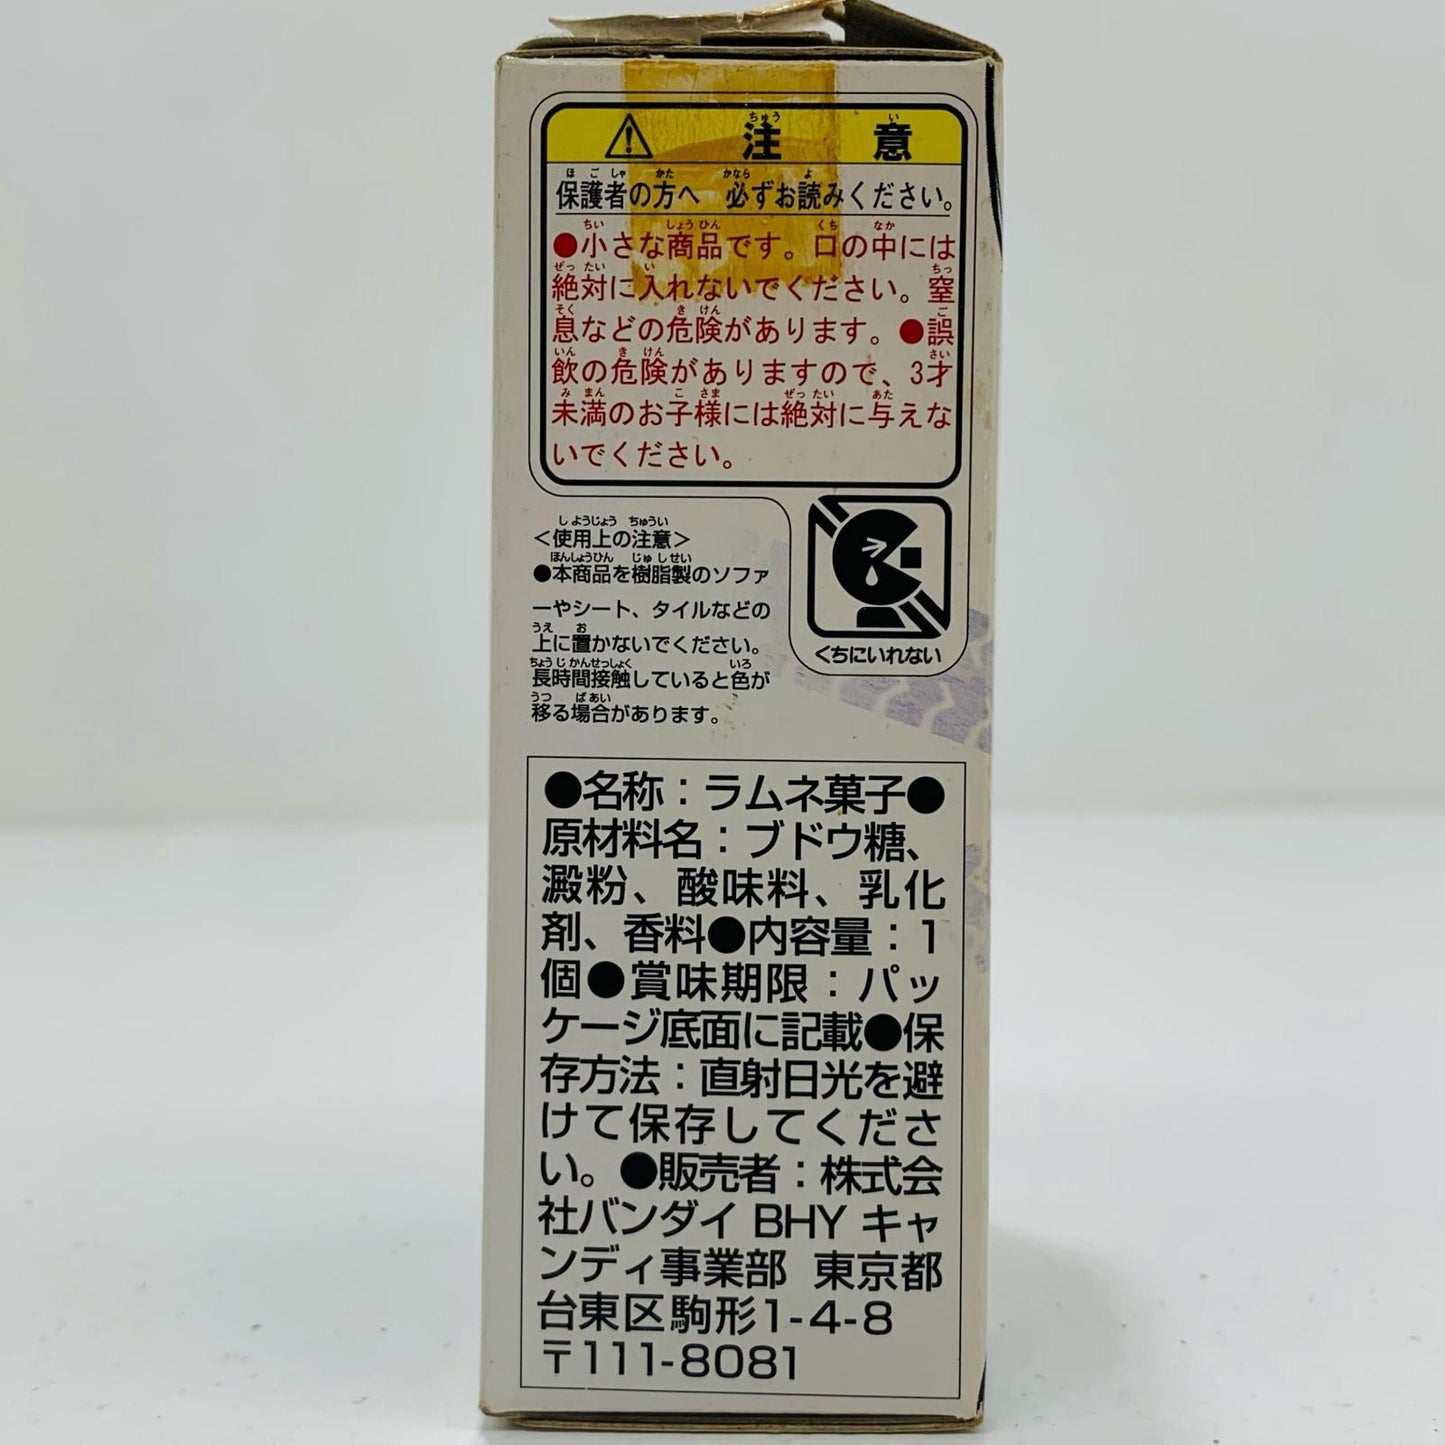 注意
保護者の方へ 必ずお読みください。
●小さな商品です。口の中には
絶対に入れないでください。窒
息などの危険があります。●誤
飲の危険がありますので、3才
未満のお子様には絶対に与えな
いでください。
＜使用上の注意＞
●本商品を樹脂製のソファ
ーやシート、タイルなどの
上に置かないでください。
長時間接触していると色が
移る場合があります。
くちにいれない
●名称：ラムネ菓子●
原材料名：ブドウ糖、
澱粉、酸味料、乳化
剤、香料●内容量：1
個●賞味期限：パッ
ケージ底面に記載●保
存方法：直射日光を避
けて保存してくださ
い。●販売者：株式会
社バンダイ BHY キャ
ンディ事業部 東京都
台東区駒形1-4-8
〒111-8081